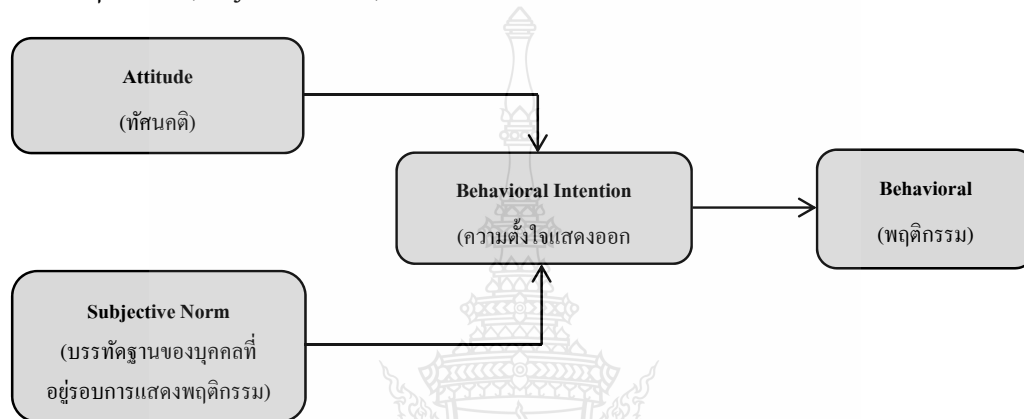 Attitude
(ทัศนคติ)
Behavioral Intention
(ความตั้งใจแสดงออก
Behavioral
(พฤติกรรม)
Subjective Norm
(บรรทัดฐานของบุคคลที่
อยู่รอบการแสดงพฤติกรรม)